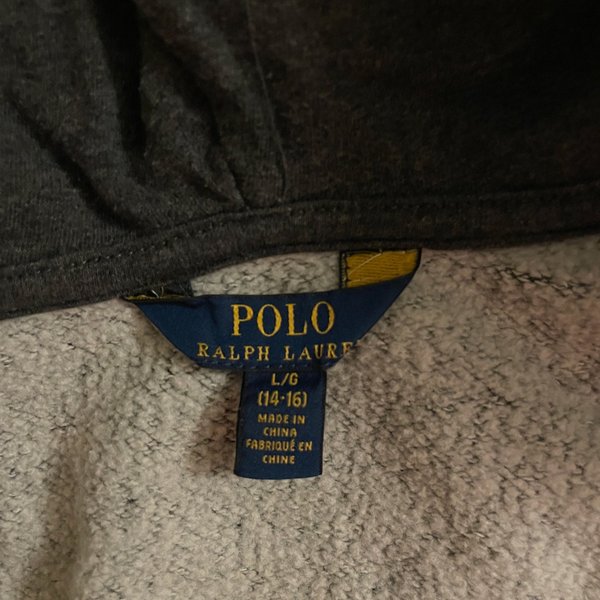 POLO
RALPH LAURE
L/G
(14-16)
MADE IN
CHINA
FABRIQUÉ EN
CHINE